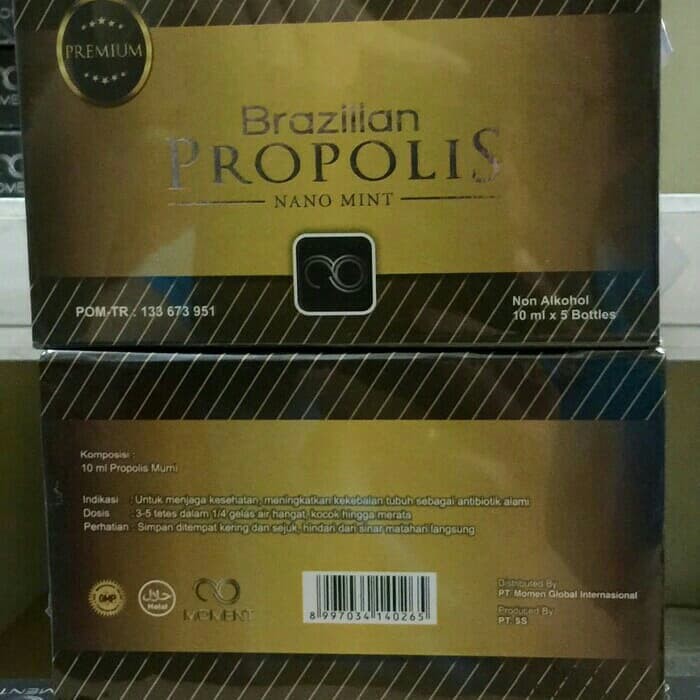 PREMIUM
Brazilian
PROPOLIS
NANO MINT
POM-TR : 133 673 951
Non Alkohol
10 ml x 5 Bottles
Komposisi :
10 ml Propolis Murni
Indikasi : Untuk menjaga kesehatan, meningkatkan kekebalan tubuh sebagai antibiotik alami
Dosis : 3-5 tetes dalam 1/4 gelas air hangat, kocok hingga merata
Perhatian : Simpan ditempat kering dan sejuk, hindari dari sinar matahari langsung
GMP
حلال
Halal
MOMENT
8 997034 140265
Distributed By
PT. Momen Global Internasional
Produced By
PT. 5S